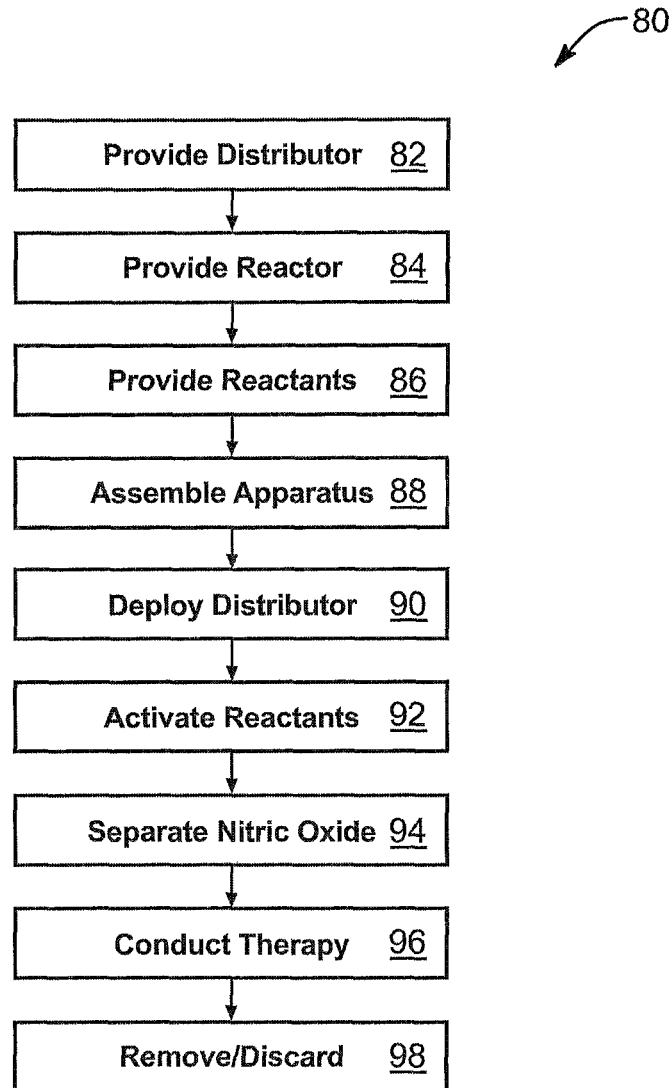 80
Provide Distributor 82
Provide Reactor 84
Provide Reactants 86
Assemble Apparatus 88
Deploy Distributor 90
Activate Reactants 92
Separate Nitric Oxide 94
Conduct Therapy 96
Remove/Discard 98